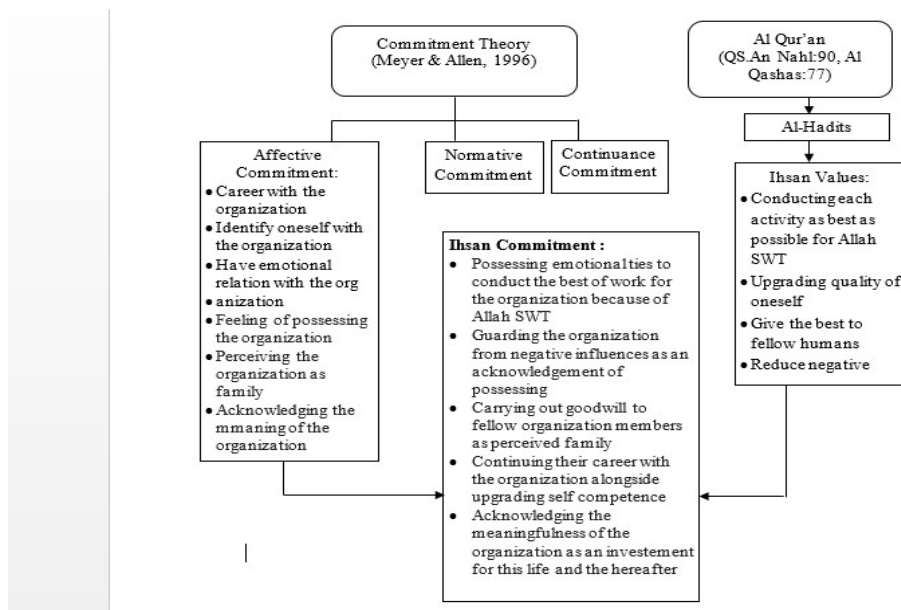 Commitment Theory
(Meyer & Allen, 1996)
Al Qur'an
(QS.An Nahl:90, Al
Qashas:77)
Al-Hadits
Affective
Commitment:
• Career with the
organization
• Identify oneself with
the organization
• Have emotional
relation with the org
• anization
• Feeling of possessing
the organization
• Perceiving the
organization as
family
• Acknowledging the
mmaning of the
organization
Normative
Commitment
Continuance
Commitment
Ihsan Values:
• Conducting each
activity as best as
possible for Allah
SWT
• Upgrading quality of
oneself
• Give the best to
fellow humans
• Reduce negative
Ihsan Commitment :
• Possessing emotional ties to
conduct the best of work for
the organization because of
Allah SWT
• Guarding the organization
from negative influences as an
acknowledgement of
possessing
• Carrying out goodwill to
fellow organization members
as perceived family
• Continuing their career with
the organization alongside
upgrading self competence
• Acknowledging the
meaningfulness of the
organization as an investement
for this life and the hereafter